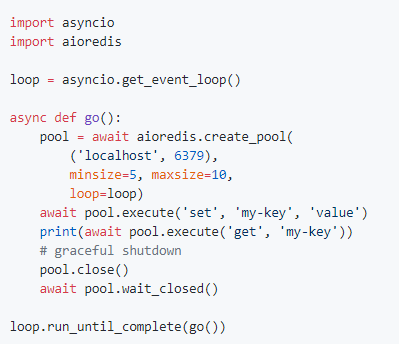 import asyncio
import aioredis

loop = asyncio.get_event_loop()

async def go():
    pool = await aioredis.create_pool(
        ('localhost', 6379),
        minsize=5, maxsize=10,
        loop=loop)
    await pool.execute('set', 'my-key', 'value')
    print(await pool.execute('get', 'my-key'))
    # graceful shutdown
    pool.close()
    await pool.wait_closed()

loop.run_until_complete(go())